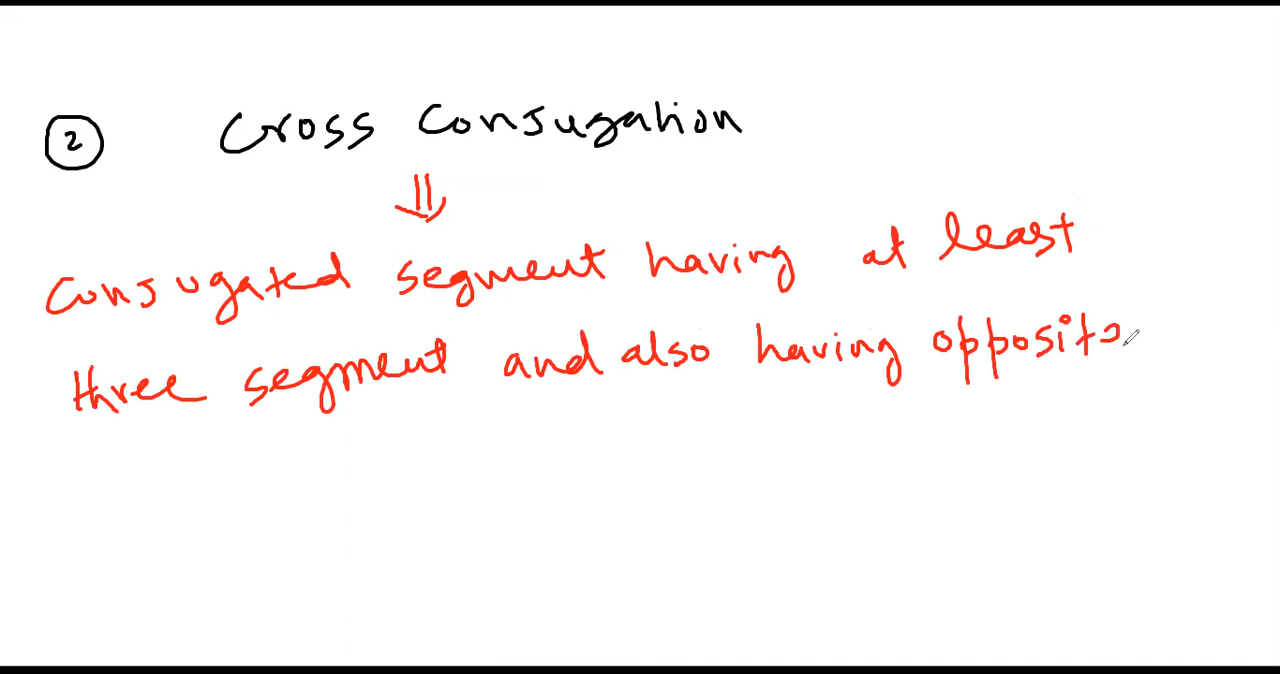 2 Cross Conjugation
Conjugated segment having at least
three segment and also having opposite